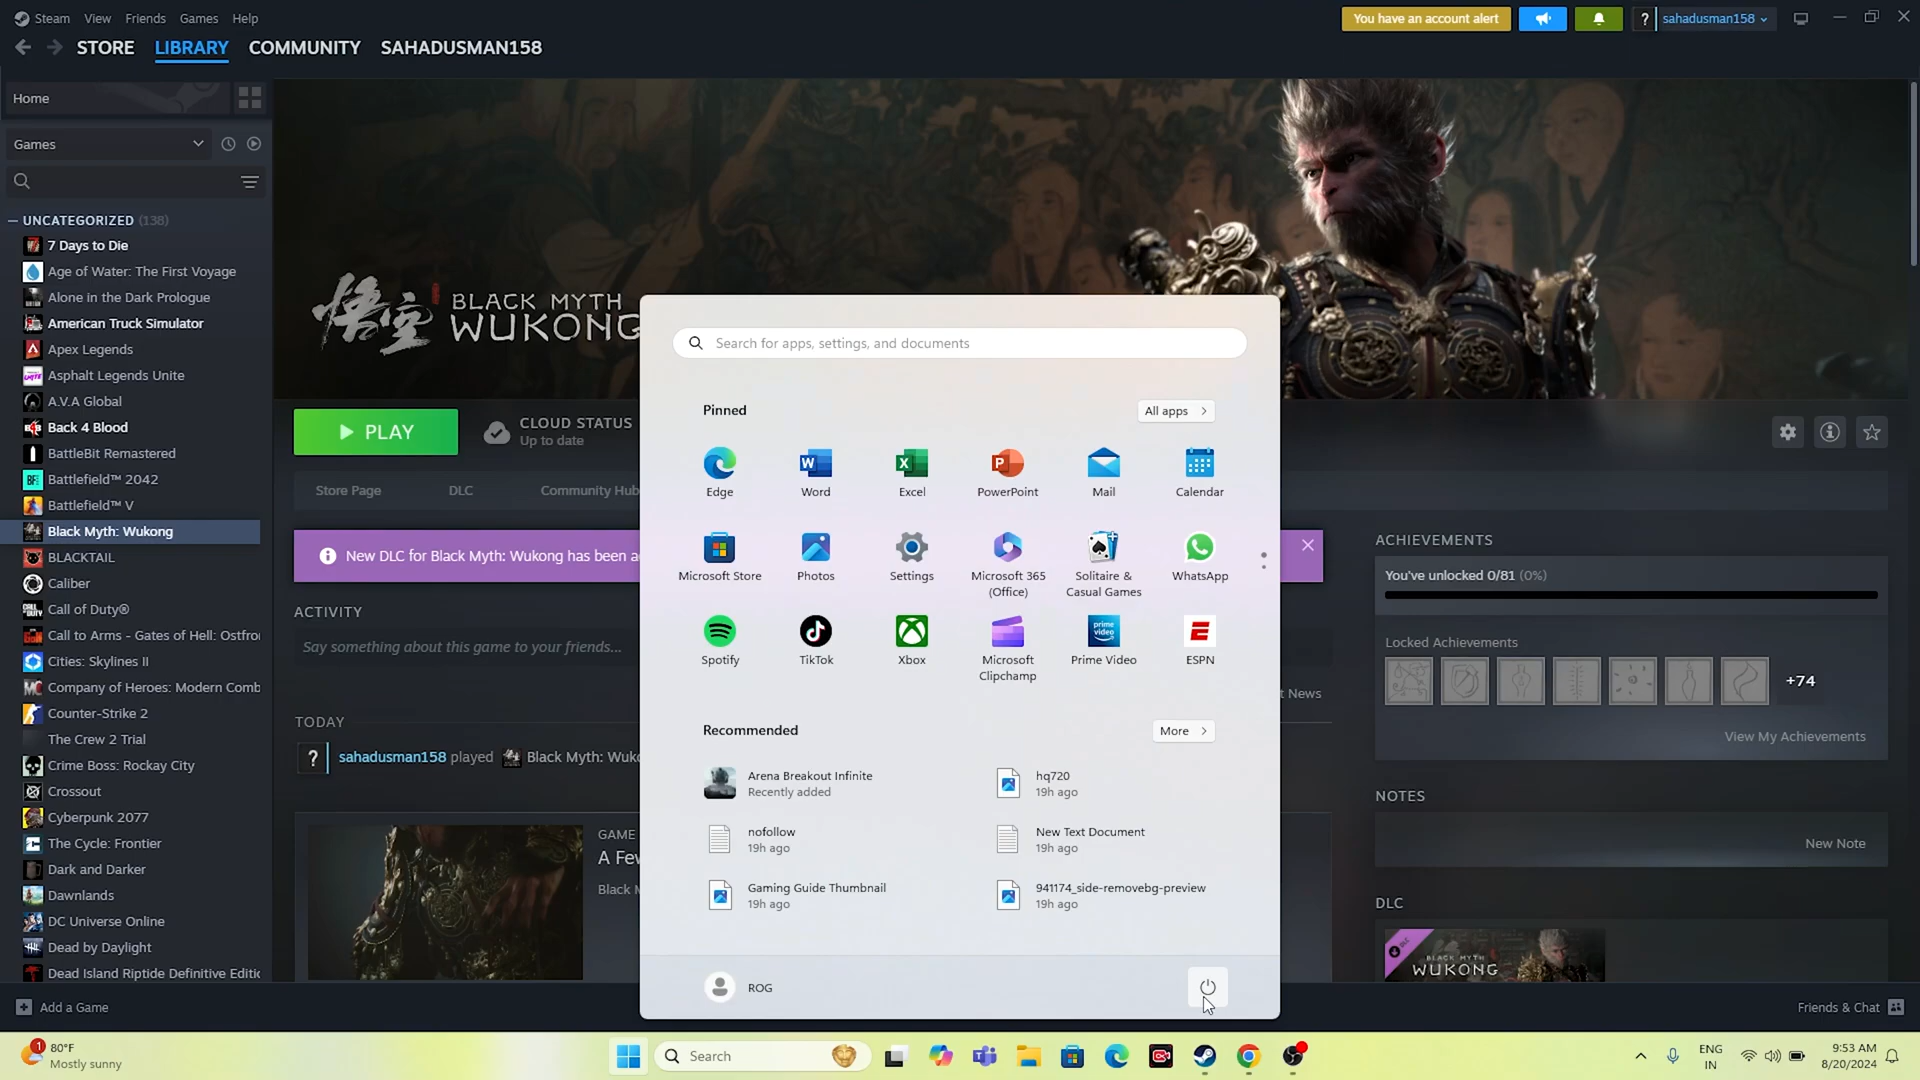 Steam View Friends Games Help
You have an account alert
? sahadusman158
STORE LIBRARY COMMUNITY SAHADUSMAN158
Home
Games
UNCATEGORIZED (138)
7 Days to Die
Age of Water: The First Voyage
Alone in the Dark Prologue
American Truck Simulator
Apex Legends
Asphalt Legends Unite
A.V.A Global
Back 4 Blood
BattleBit Remastered
Battlefield™ 2042
Battlefield™ V
Black Myth: Wukong
BLACKTAIL
Caliber
Call of Duty®
Call to Arms - Gates of Hell: Ostfro
Cities: Skylines II
Company of Heroes: Modern Comb
Counter-Strike 2
The Crew 2 Trial
Crime Boss: Rockay City
Crossout
Cyberpunk 2077
The Cycle: Frontier
Dark and Darker
Dawnlands
DC Universe Online
Dead by Daylight
Dead Island Riptide Definitive Editi
Add a Game
悟空 BLACK MYTH
WUKONG
PLAY
CLOUD STATUS
Up to date
Store Page DLC Community Hub
New DLC for Black Myth: Wukong has been a
ACTIVITY
Say something about this game to your friends...
t News
TODAY
? sahadusman158 played Black Myth: Wuk
GAME
A Fe
Black M
Search for apps, settings, and documents
Pinned
All apps
Edge Word Excel PowerPoint Mail Calendar
Microsoft Store Photos Settings Microsoft 365 (Office) Solitaire & Casual Games WhatsApp
Spotify TikTok Xbox Microsoft Clipchamp Prime Video ESPN
Recommended
More
Arena Breakout Infinite
Recently added
hq720
19h ago
nofollow
19h ago
New Text Document
19h ago
Gaming Guide Thumbnail
19h ago
941174_side-removebg-preview
19h ago
ROG
ACHIEVEMENTS
You've unlocked 0/81 (0%)
Locked Achievements
+74
View My Achievements
NOTES
New Note
DLC
DLC
BLACK MYTH
WUKONG
Friends & Chat
1
80°F
Mostly sunny
Search
ENG
IN
9:53 AM
8/20/2024